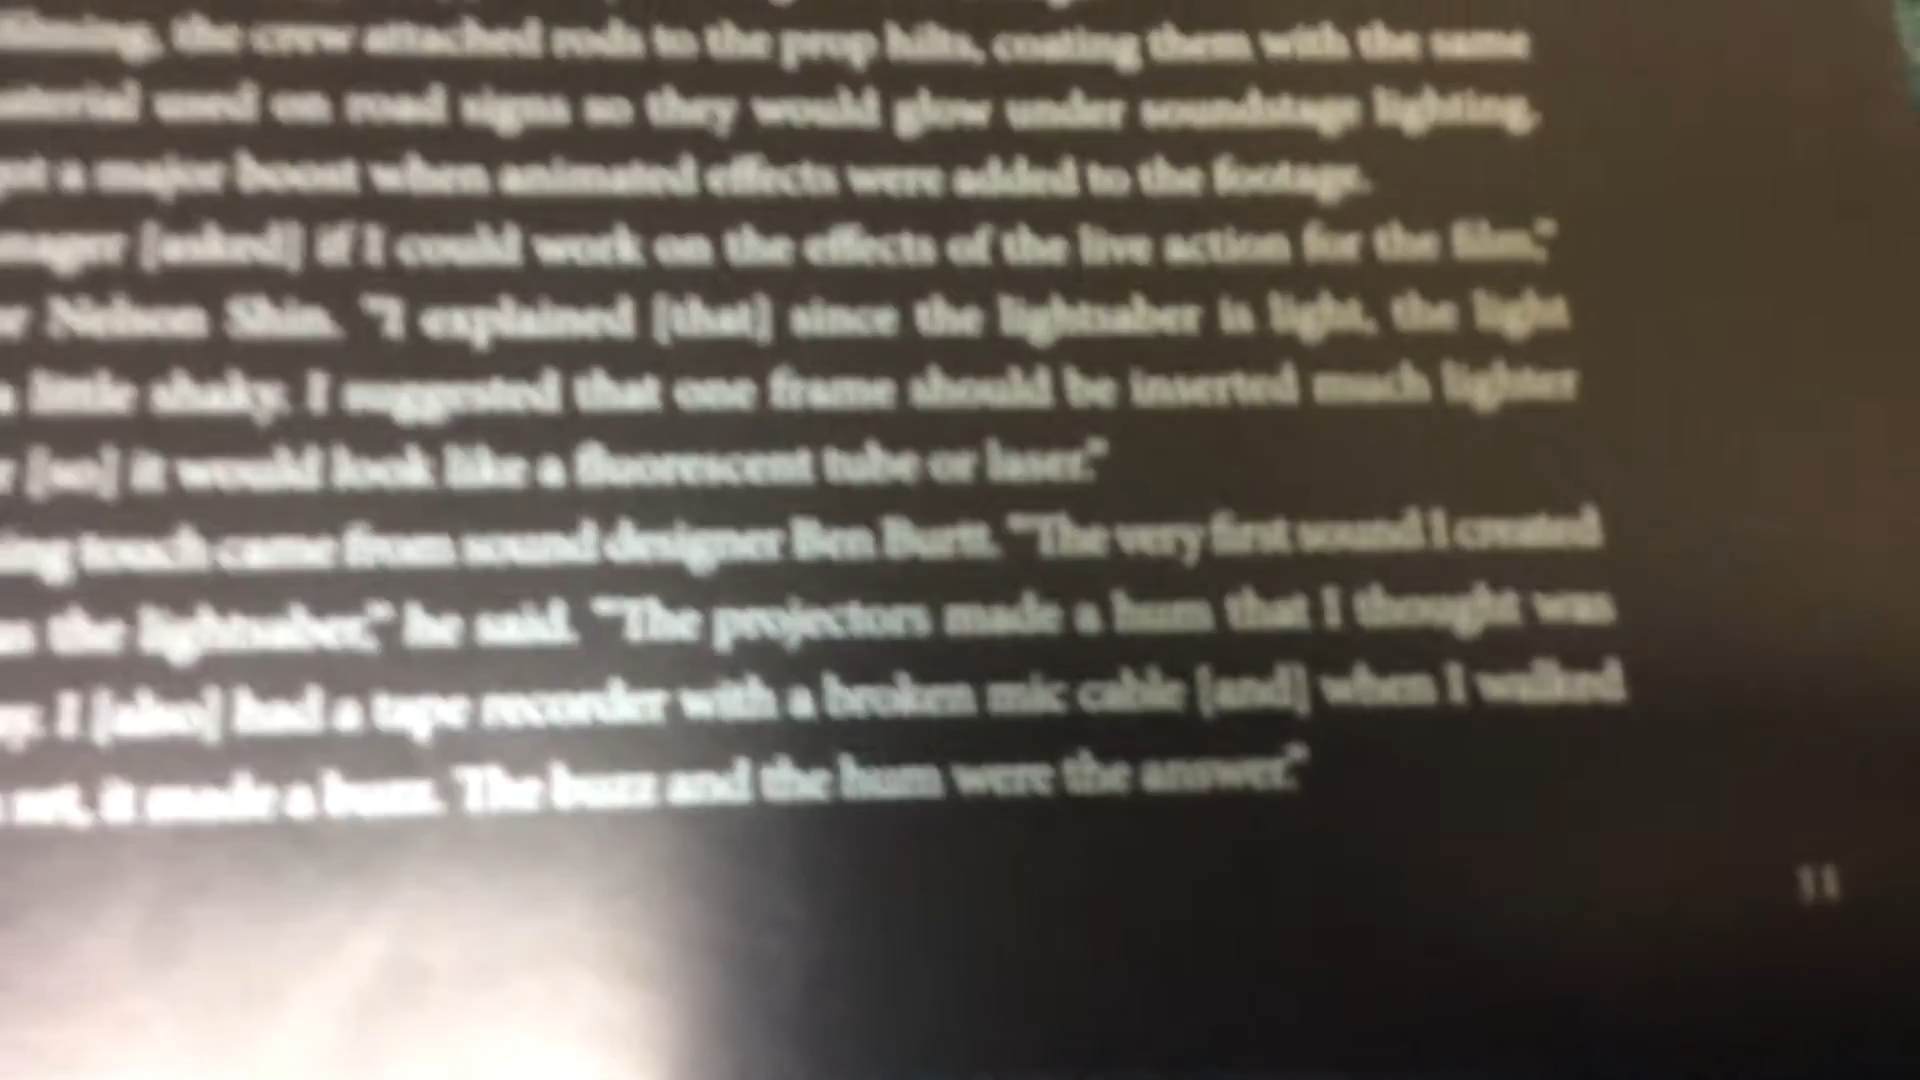 filming, the crew attached rods to the prop hilts, coating them with the same
material used on road signs so they would glow under soundstage lighting,
a major boost when animated effects were added to the footage.
[asked] if I could work on the effects of the live action for the film,"
Nelson Shin. "I explained [that] since the lightsaber is light, the light
little shaky. I suggested that one frame should be inserted much lighter
[so] it would look like a fluorescent tube or laser."
touch came from sound designer Ben Burtt. "The very first sound I created
the lightsaber," he said. "The projectors made a hum that I thought was
I [also] had a tape recorder with a broken mic cable [and] when I walked
set, it made a buzz. The buzz and the hum were the answer."
11